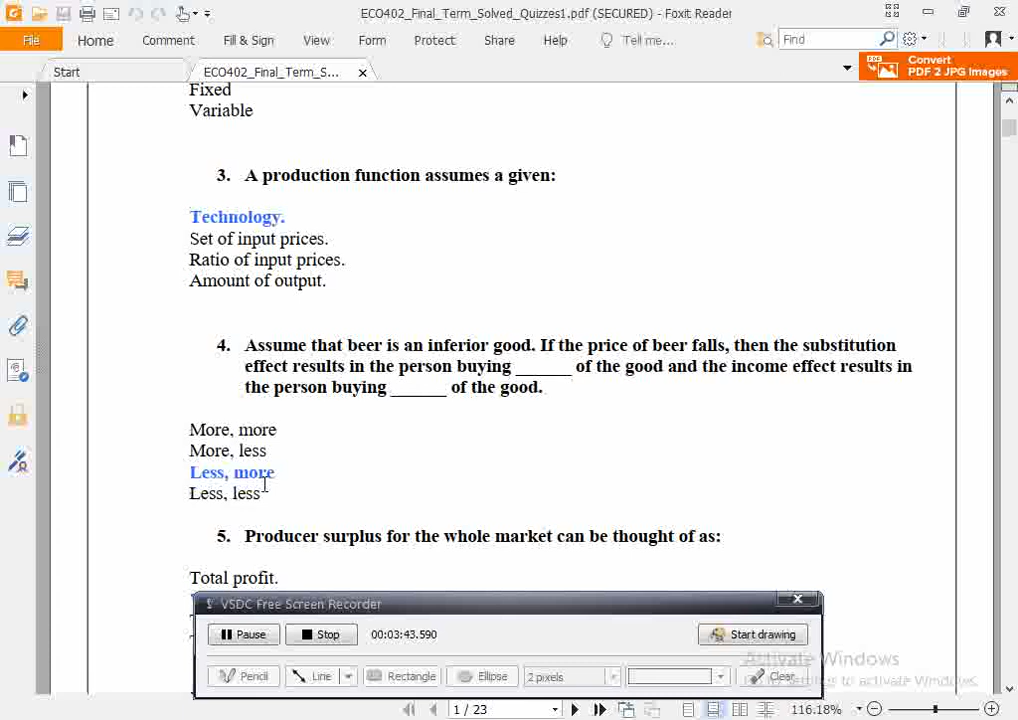 ECO402_Final_Term_Solved_Quizzes1.pdf (SECURED) - Foxit Reader
File Home Comment Fill & Sign View Form Protect Share Help Tell me... Find
Start ECO402_Final_Term_S...
Convert
PDF 2 JPG Images
Fixed
Variable
3. A production function assumes a given:
Technology.
Set of input prices.
Ratio of input prices.
Amount of output.
4. Assume that beer is an inferior good. If the price of beer falls, then the substitution
effect results in the person buying ______ of the good and the income effect results in
the person buying ______ of the good.
More, more
More, less
Less, more
Less, less
5. Producer surplus for the whole market can be thought of as:
Total profit.
VSDC Free Screen Recorder
Pause Stop 00:03:43.590 Start drawing
Pencil Line Rectangle Ellipse 2 pixels Clear
Activate Windows
Settings to activate Windows.
1 / 23 116.18%